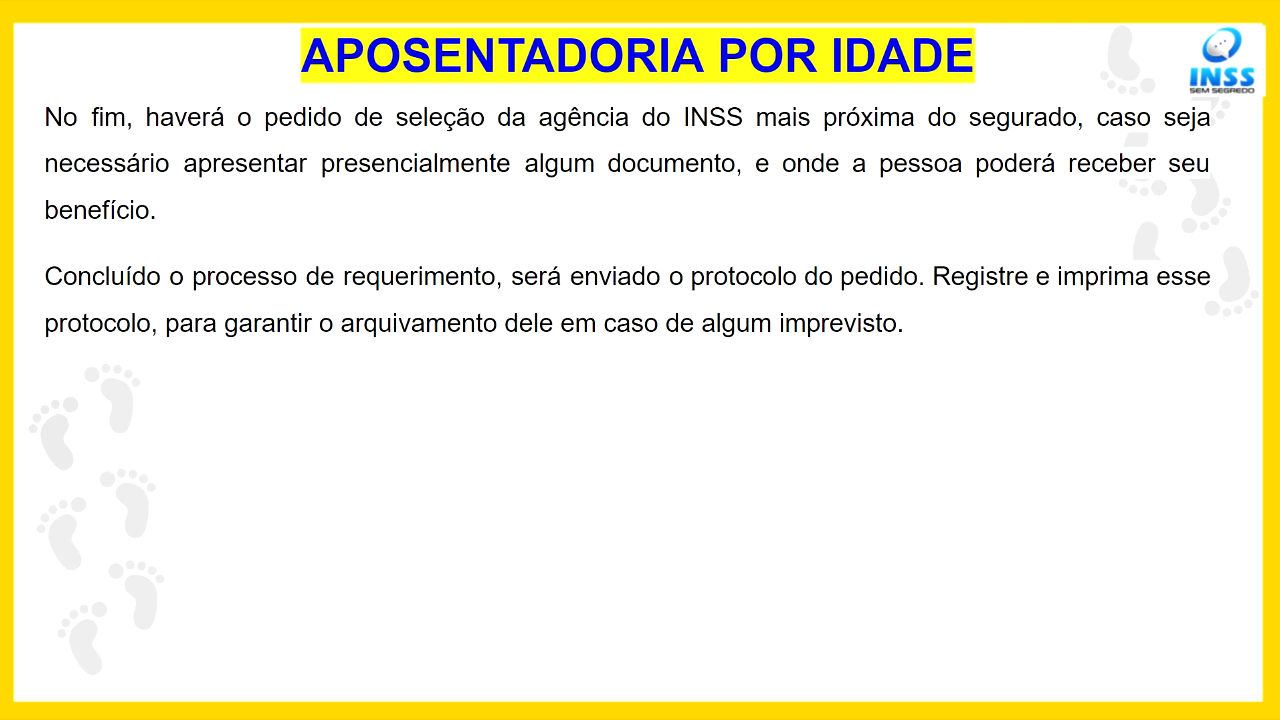 APOSENTADORIA POR IDADE
INSS
SEM SEGREDO
No fim, haverá o pedido de seleção da agência do INSS mais próxima do segurado, caso seja
necessário apresentar presencialmente algum documento, e onde a pessoa poderá receber seu
benefício.
Concluído o processo de requerimento, será enviado o protocolo do pedido. Registre e imprima esse
protocolo, para garantir o arquivamento dele em caso de algum imprevisto.